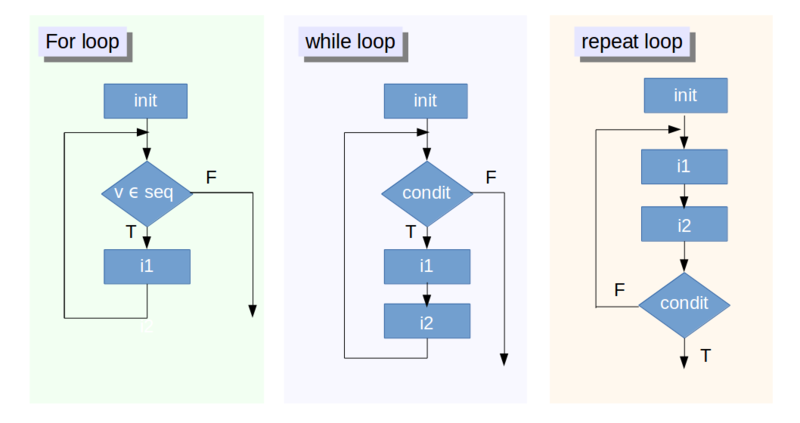 For loop
init
v ϵ seq
F
T
i1
while loop
init
condit
F
T
i1
i2
repeat loop
init
i1
i2
condit
F
T